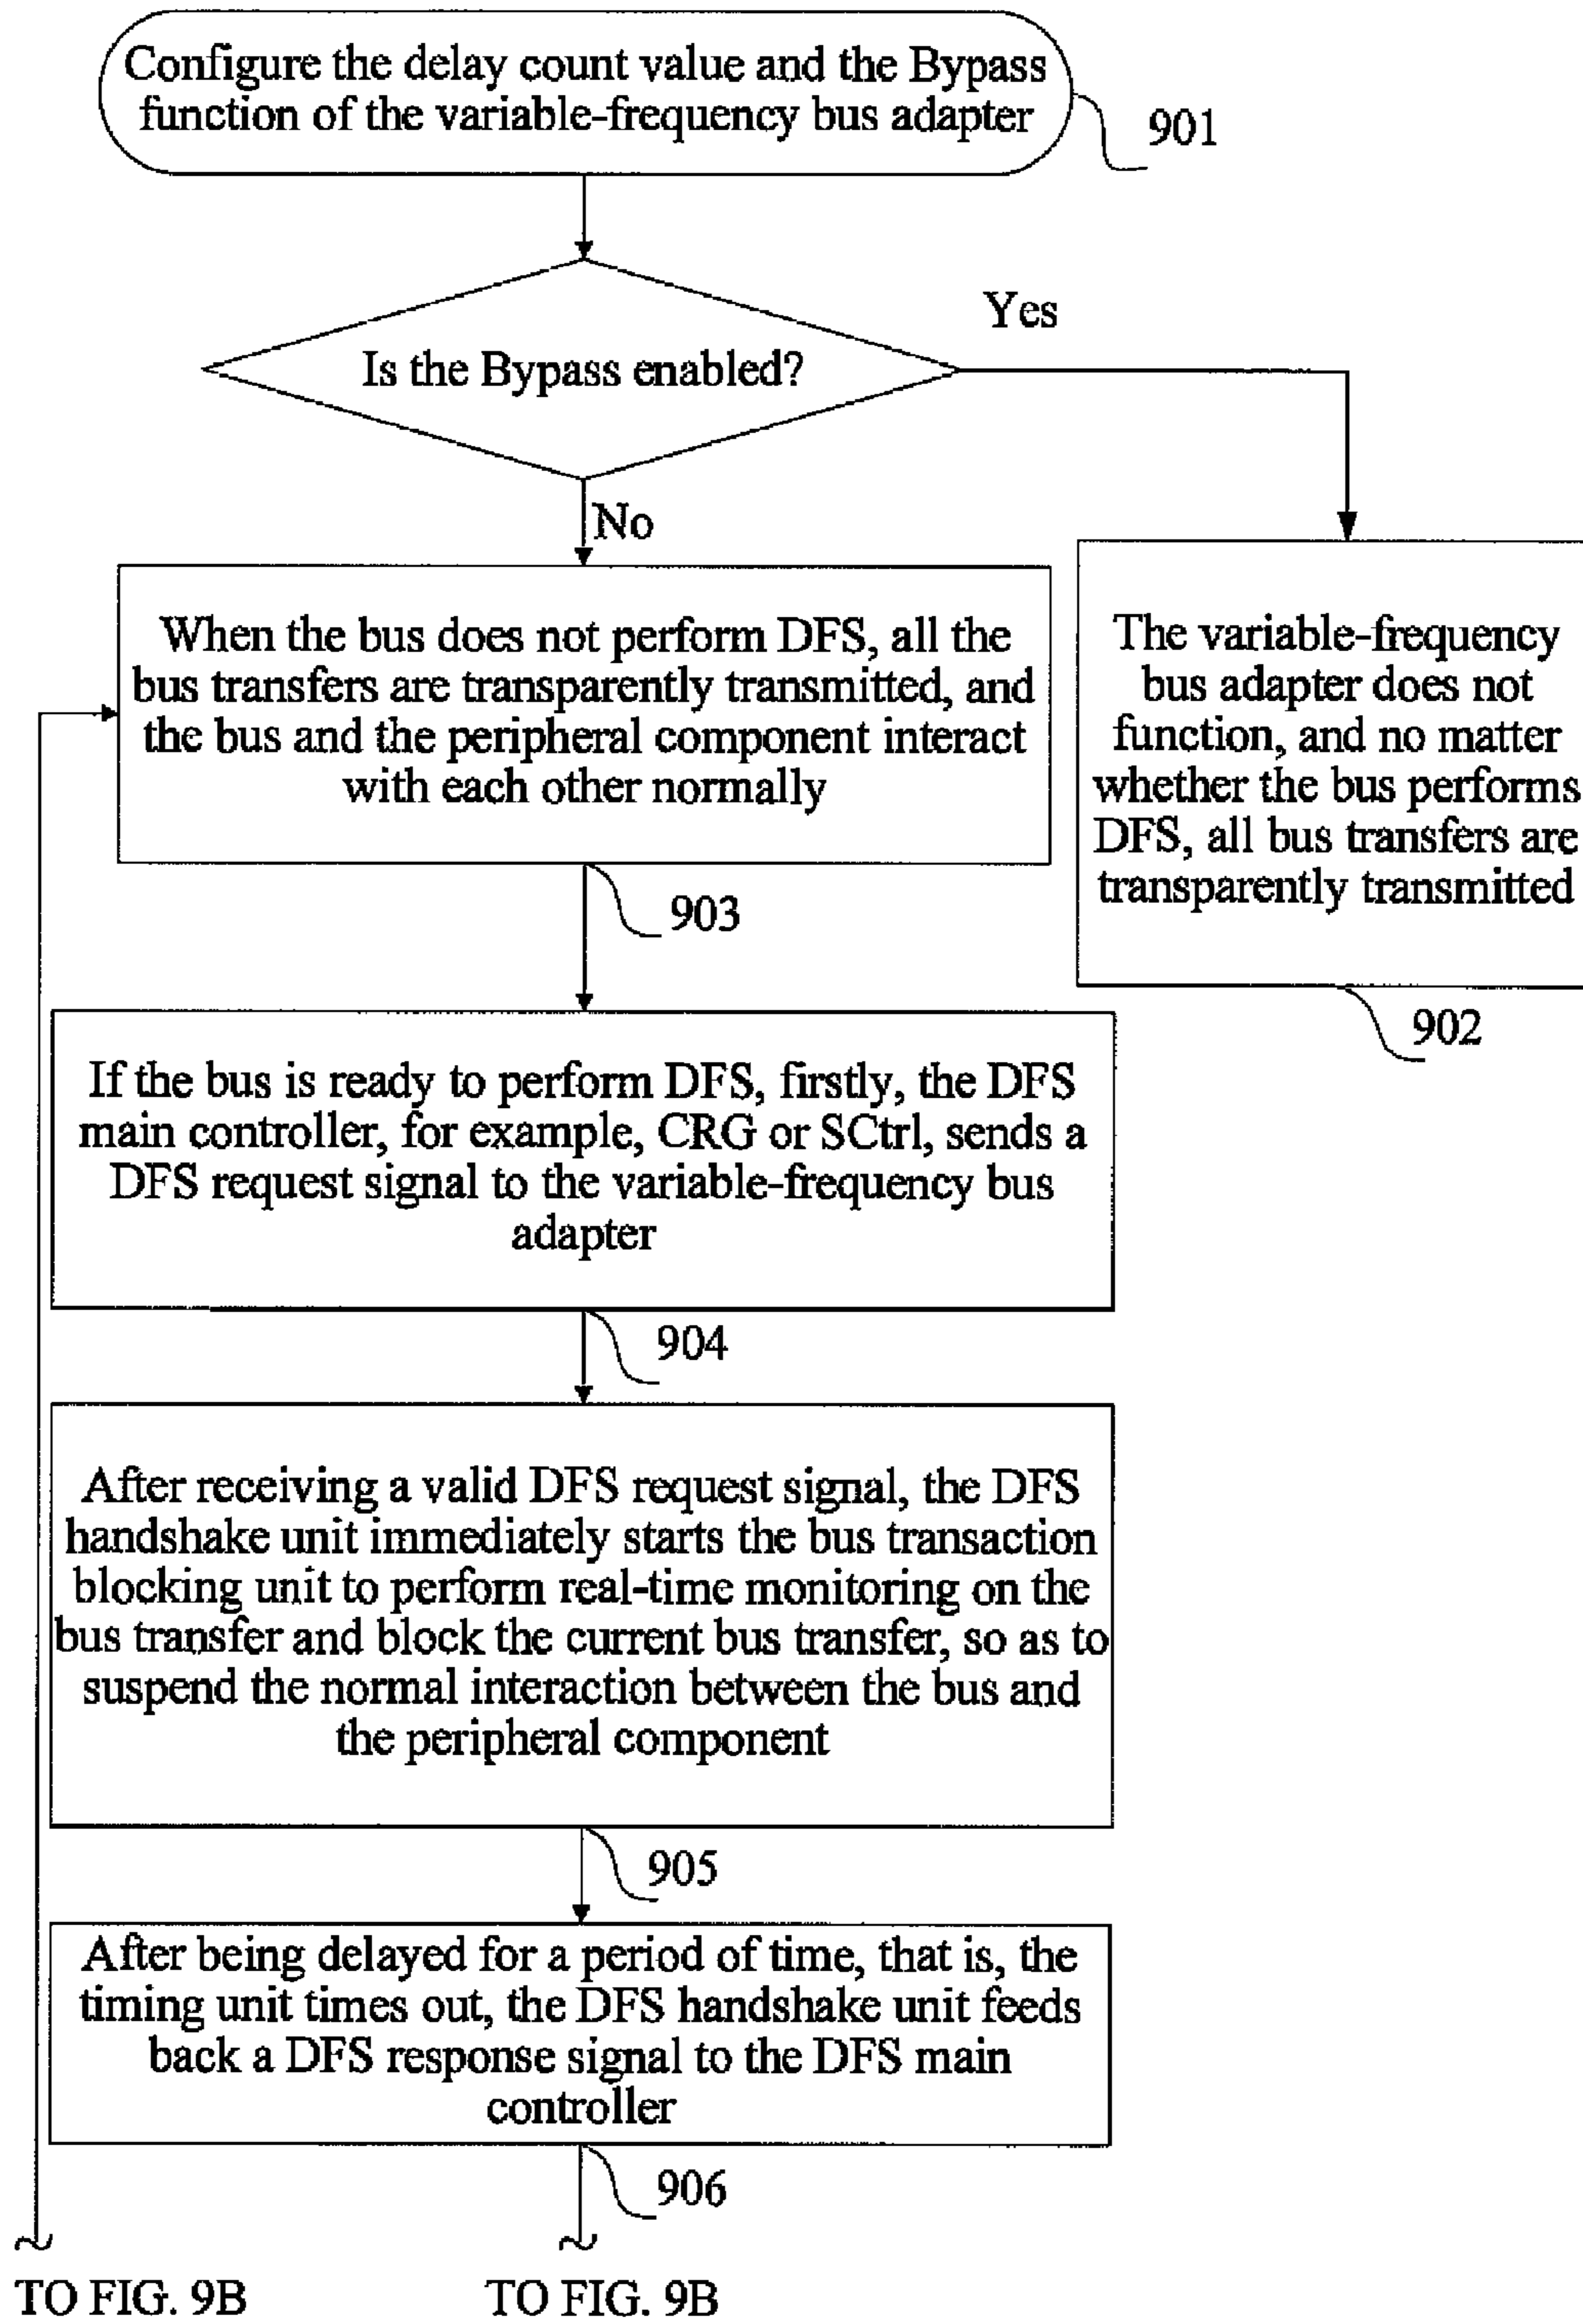 Configure the delay count value and the Bypass
function of the variable-frequency bus adapter
901
Is the Bypass enabled?
Yes
No
When the bus does not perform DFS, all the
bus transfers are transparently transmitted, and
the bus and the peripheral component interact
with each other normally
903
The variable-frequency
bus adapter does not
function, and no matter
whether the bus performs
DFS, all bus transfers are
transparently transmitted
902
If the bus is ready to perform DFS, firstly, the DFS
main controller, for example, CRG or SCtrl, sends a
DFS request signal to the variable-frequency bus
adapter
904
After receiving a valid DFS request signal, the DFS
handshake unit immediately starts the bus transaction
blocking unit to perform real-time monitoring on the
bus transfer and block the current bus transfer, so as to
suspend the normal interaction between the bus and
the peripheral component
905
After being delayed for a period of time, that is, the
timing unit times out, the DFS handshake unit feeds
back a DFS response signal to the DFS main
controller
906
TO FIG. 9B
TO FIG. 9B